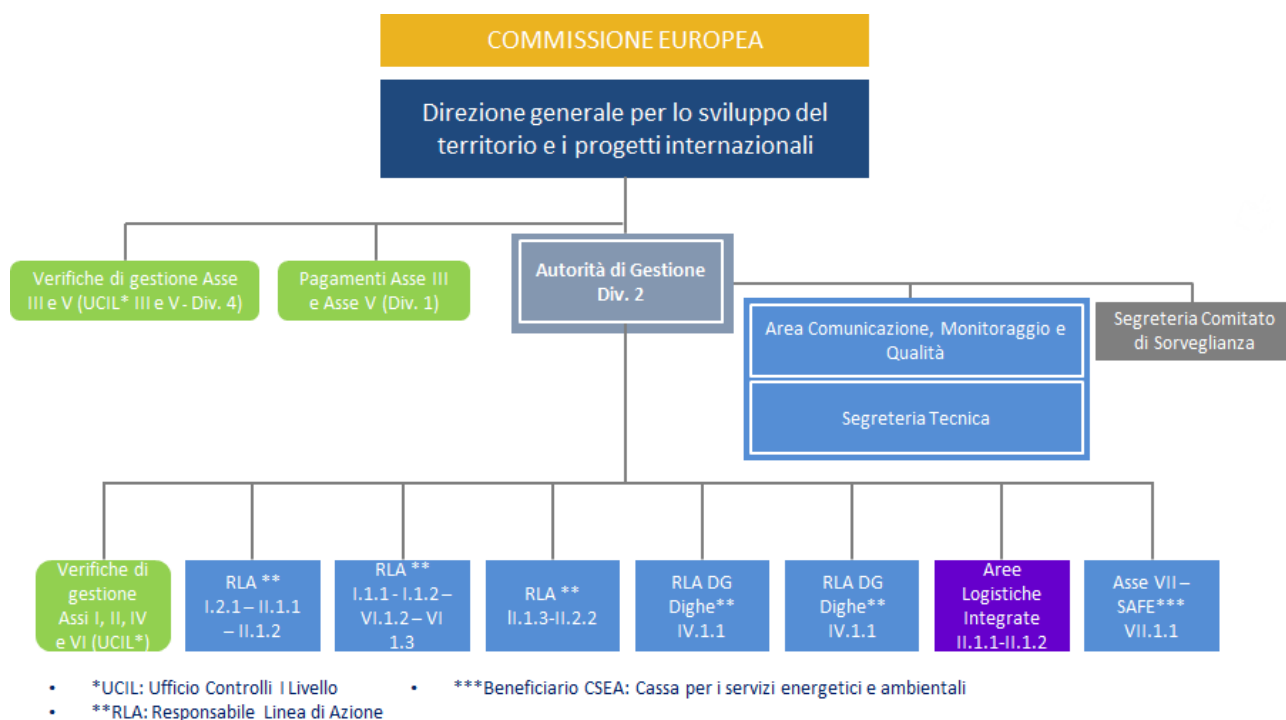 COMMISSIONE EUROPEA
Direzione generale per lo sviluppo del
territorio e i progetti internazionali
Verifiche di gestione Asse
III e V (UCIL* III e V - Div. 4)
Pagamenti Asse III
e Asse V (Div. 1)
Autorità di Gestione
Div. 2
Area Comunicazione, Monitoraggio e
Qualità
Segreteria Tecnica
Segreteria Comitato
di Sorveglianza
Verifiche di
gestione
Assi I, II, IV
e VI (UCIL*)
RLA **
I.2.1 – II.1.1
– II.1.2
RLA **
I.1.1 - I.1.2 –
VI.1.2 – VI
1.3
RLA **
II.1.3-II.2.2
RLA DG
Dighe**
IV.1.1
RLA DG
Dighe**
IV.1.1
Aree
Logistiche
Integrate
II.1.1-II.1.2
Asse VII –
SAFE***
VII.1.1
• *UCIL: Ufficio Controlli I Livello
• ***Beneficiario CSEA: Cassa per i servizi energetici e ambientali
• **RLA: Responsabile Linea di Azione